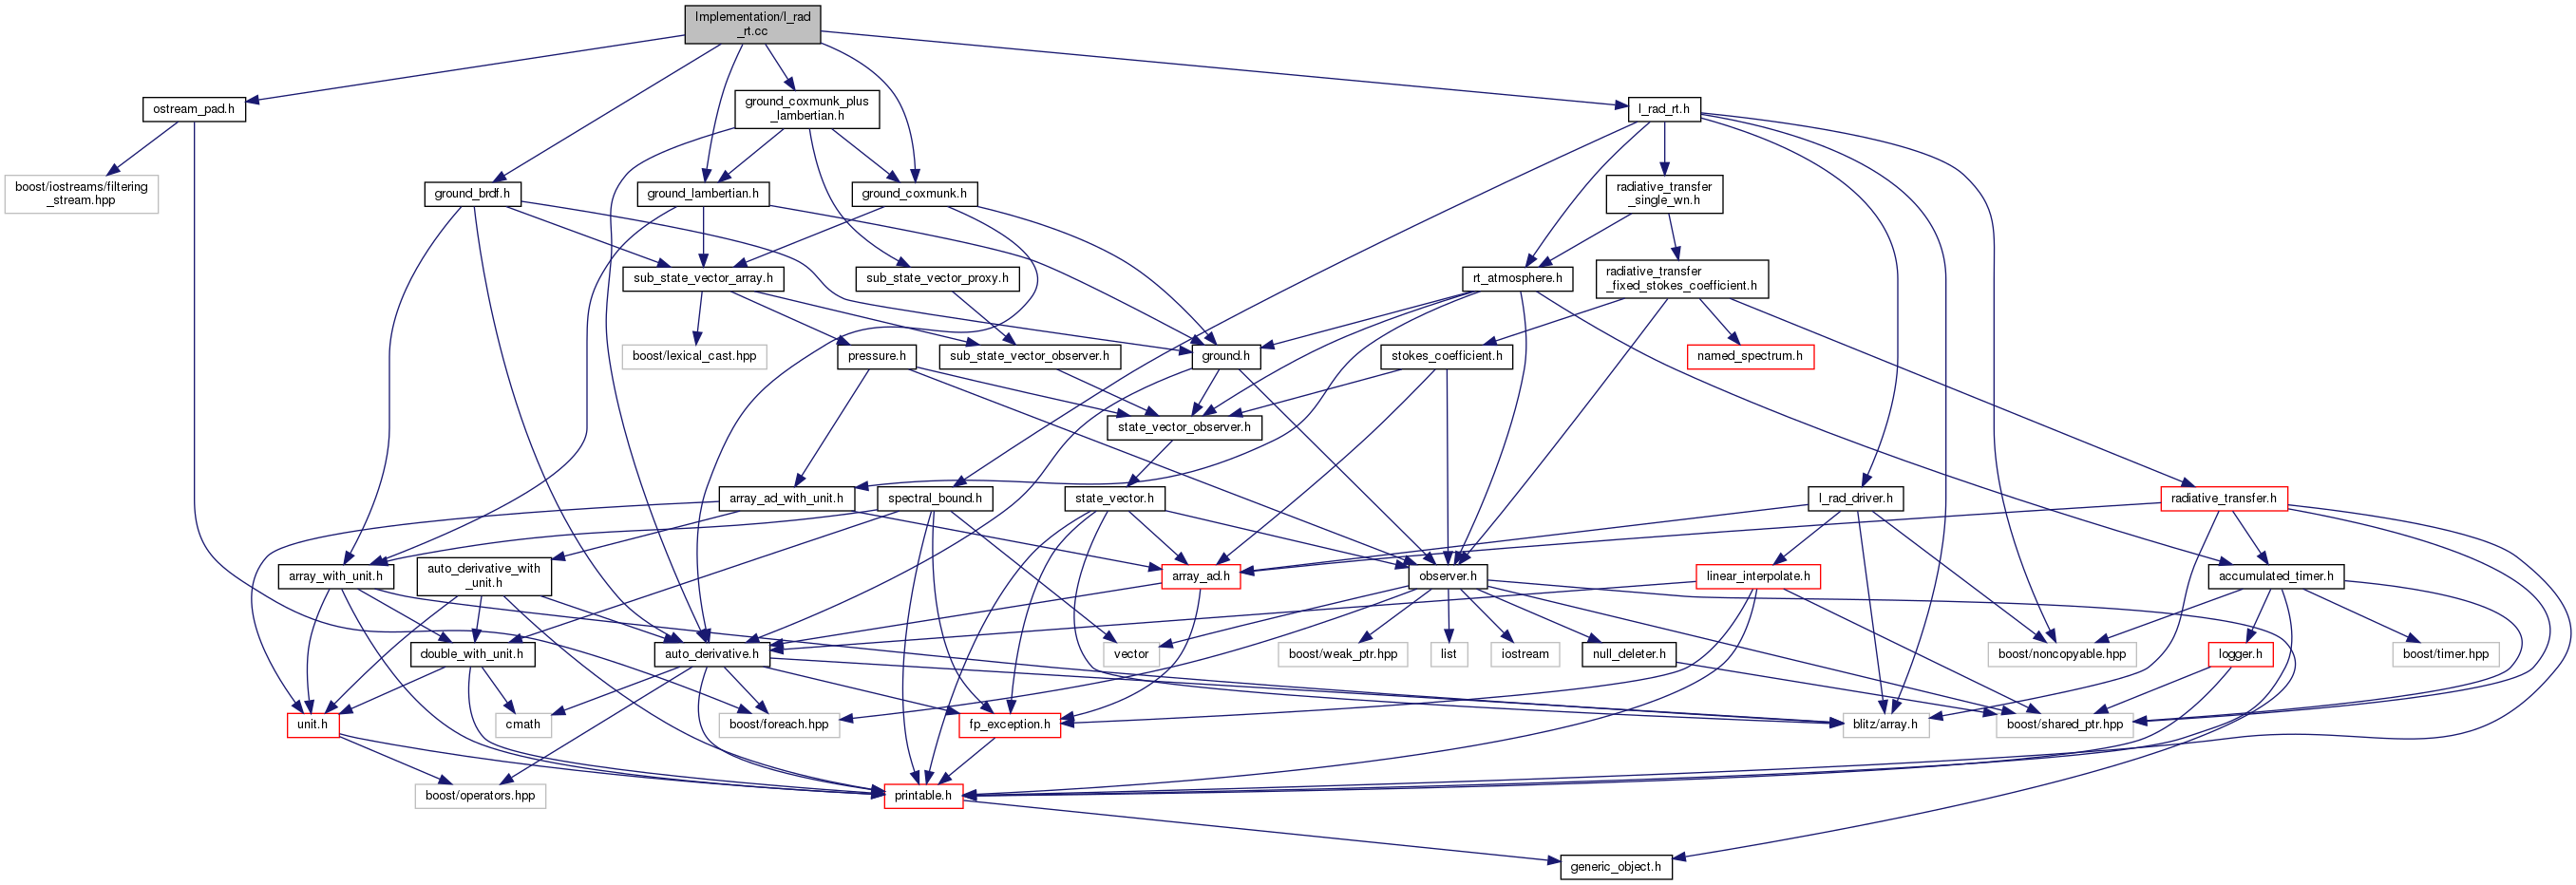 Implementation/l_rad
_rt.cc
ostream_pad.h
ground_coxmunk_plus
_lambertian.h
l_rad_rt.h
boost/iostreams/filtering
_stream.hpp
ground_brdf.h
ground_lambertian.h
ground_coxmunk.h
radiative_transfer
_single_wn.h
sub_state_vector_array.h
sub_state_vector_proxy.h
rt_atmosphere.h
radiative_transfer
_fixed_stokes_coefficient.h
boost/lexical_cast.hpp
pressure.h
sub_state_vector_observer.h
ground.h
stokes_coefficient.h
named_spectrum.h
state_vector_observer.h
array_ad_with_unit.h
spectral_bound.h
state_vector.h
l_rad_driver.h
radiative_transfer.h
array_with_unit.h
auto_derivative_with
_unit.h
array_ad.h
observer.h
linear_interpolate.h
accumulated_timer.h
double_with_unit.h
auto_derivative.h
vector
boost/weak_ptr.hpp
list
iostream
null_deleter.h
boost/noncopyable.hpp
logger.h
boost/timer.hpp
unit.h
cmath
boost/foreach.hpp
fp_exception.h
blitz/array.h
boost/shared_ptr.hpp
boost/operators.hpp
printable.h
generic_object.h